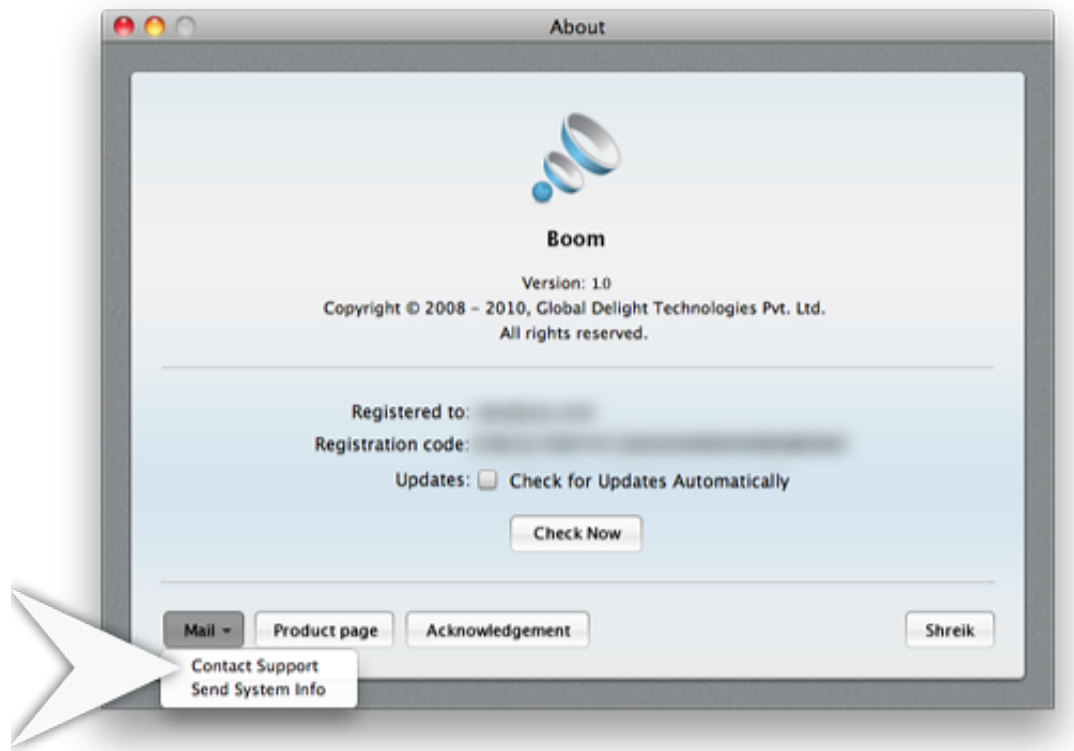 About
Boom
Version: 1.0
Copyright © 2008 – 2010, Global Delight Technologies Pvt. Ltd.
All rights reserved.
Registered to:
Registration code:
Updates: Check for Updates Automatically
Check Now
Mail Product page Acknowledgement Shreik
Contact Support
Send System Info